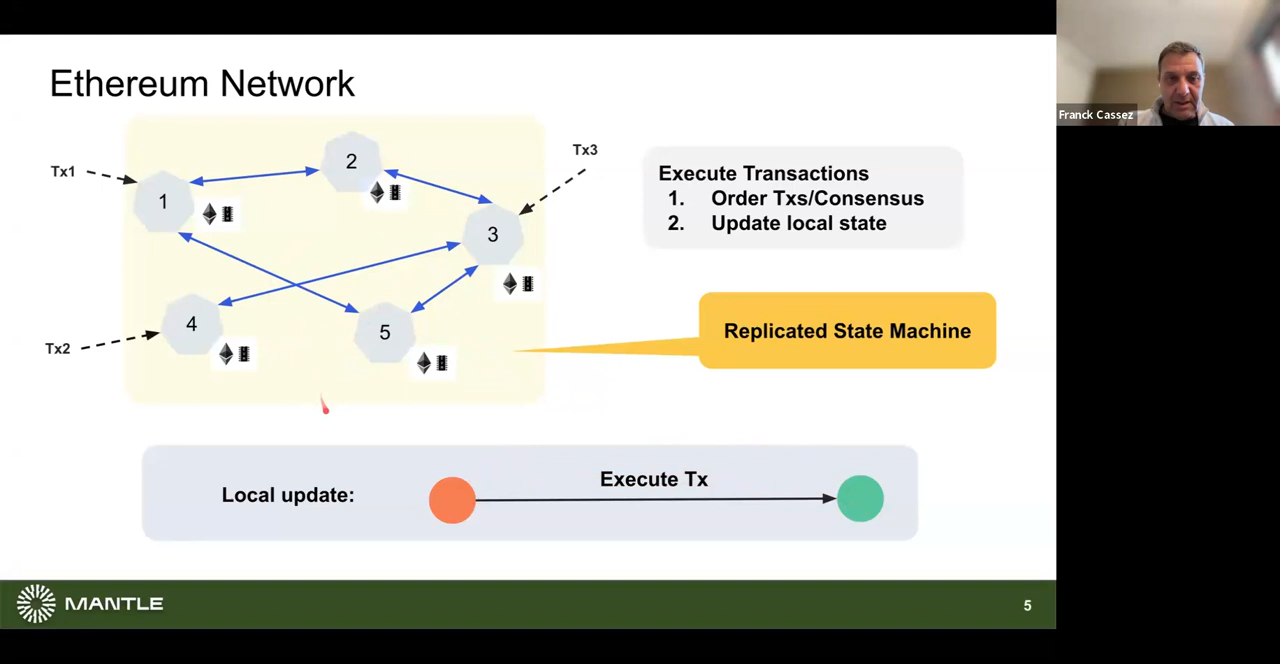 Ethereum Network
Franck Cassez
Tx1
Tx3
Tx2
1
2
3
4
5
Execute Transactions
1. Order Txs/Consensus
2. Update local state
Replicated State Machine
Local update:
Execute Tx
MANTLE
5